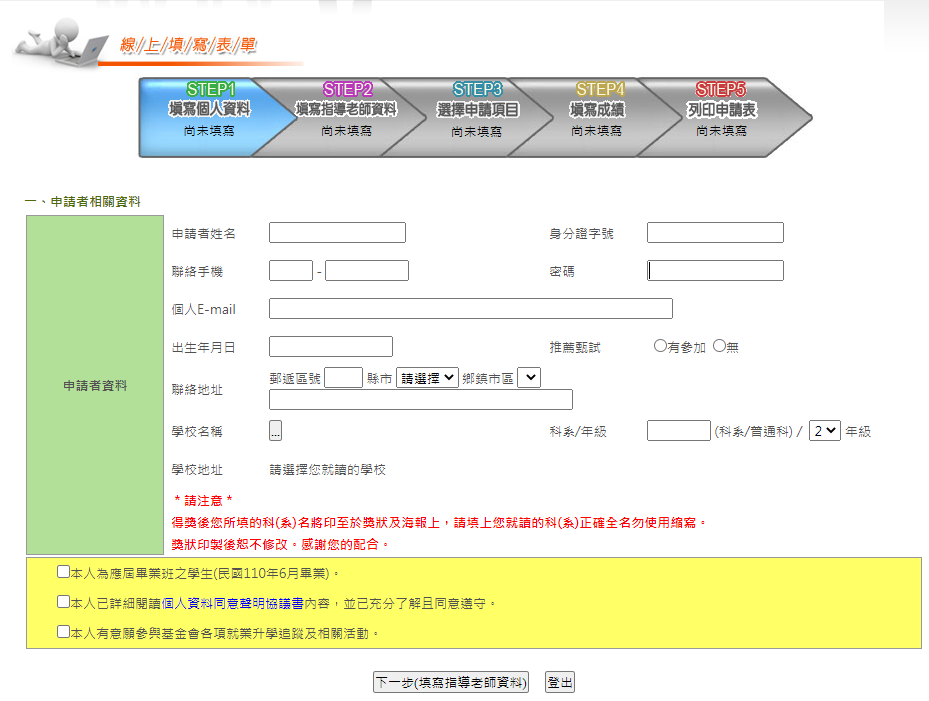 線/上/填/寫/表/單
STEP1 STEP2 STEP3 STEP4 STEP5
填寫個人資料 填寫指導老師資料 選擇申請項目 填寫成績 列印申請表
尚未填寫 尚未填寫 尚未填寫 尚未填寫 尚未填寫
一、申請者相關資料
申請者資料
申請者姓名 身分證字號
聯絡手機 - 密碼
個人E-mail
出生年月日 推薦甄試 有參加 無
聯絡地址 郵遞區號 縣市 請選擇 鄉鎮市區
學校名稱 ... 科系/年級 (科系/普通科) / 2 年級
學校地址 請選擇您就讀的學校
* 請注意 *
得獎後您所填的科(系)名將印至於獎狀及海報上，請填上您就讀的科(系)正確全名勿使用縮寫。
獎狀印製後恕不修改。感謝您的配合。
本人為應屆畢業班之學生(民國110年6月畢業)。
本人已詳細閱讀個人資料同意聲明協議書內容，並已充分了解且同意遵守。
本人有意願參與基金會各項就業升學追蹤及相關活動。
下一步(填寫指導老師資料) 登出